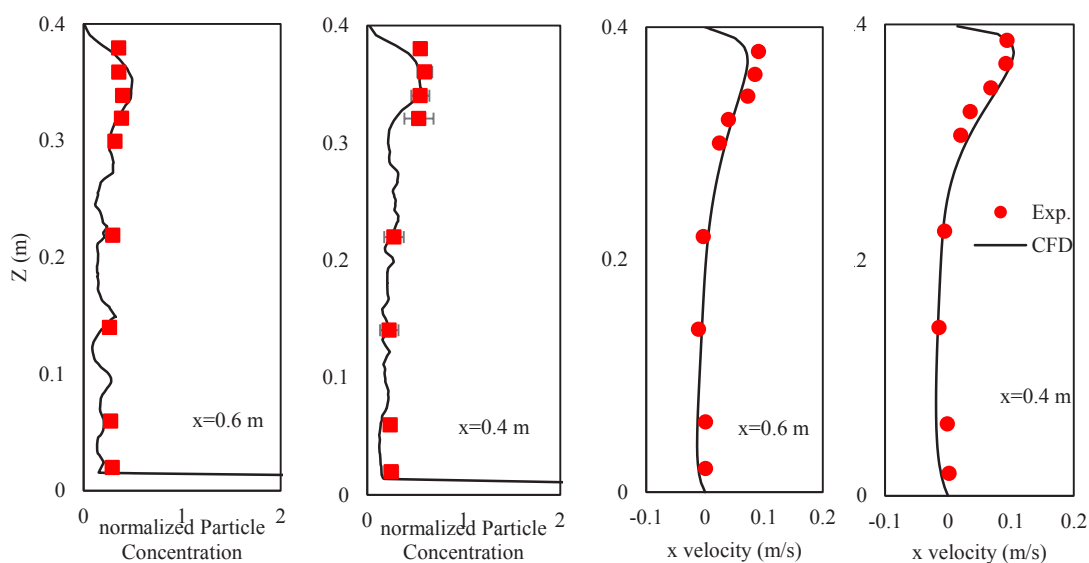 Z (m)
0.4
0.3
0.2
0.1
0
x=0.6 m
0
1
2
normalized Particle
Concentration
0.4
0.3
0.2
0.1
0
x=0.4 m
0
1
2
normalized Particle
Concentration
0.4
0.2
0
x=0.6 m
-0.1
0
0.1
0.2
x velocity (m/s)
0.4
.2
0
Exp.
CFD
x=0.4 m
-0.1
0
0.1
0.2
x velocity (m/s)